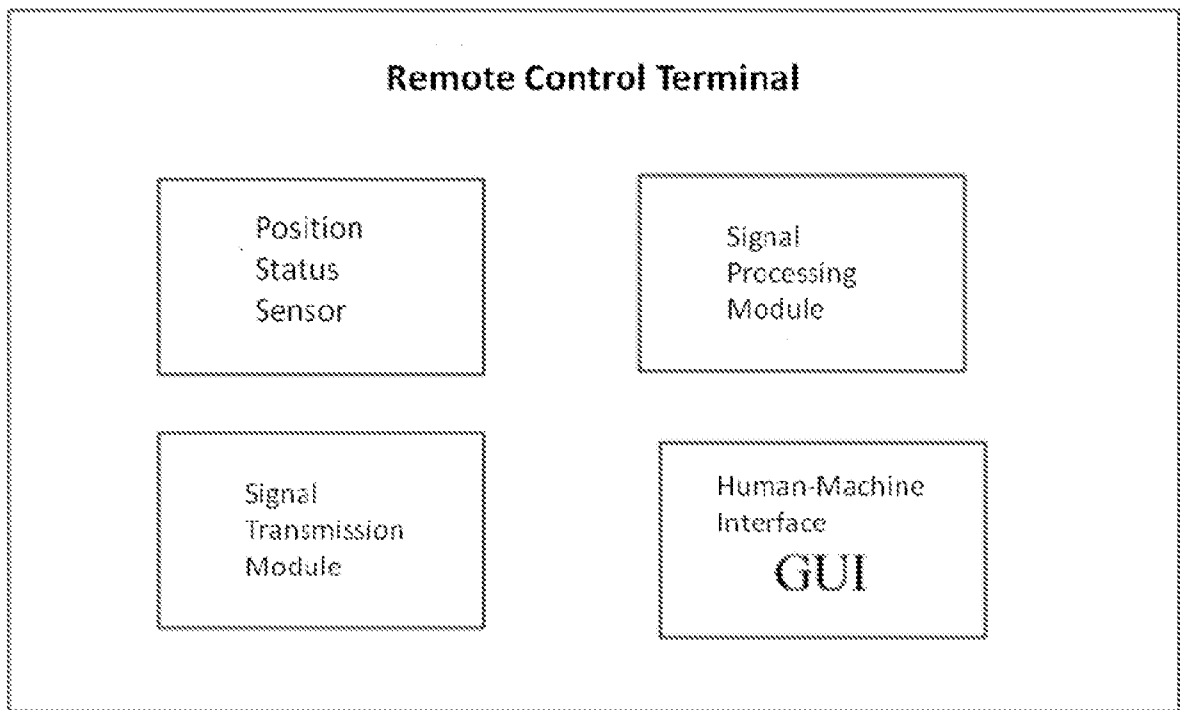 Remote Control Terminal
Position
Status
Sensor
Signal
Processing
Module
Signal
Transmission
Module
Human-Machine
Interface
GUI